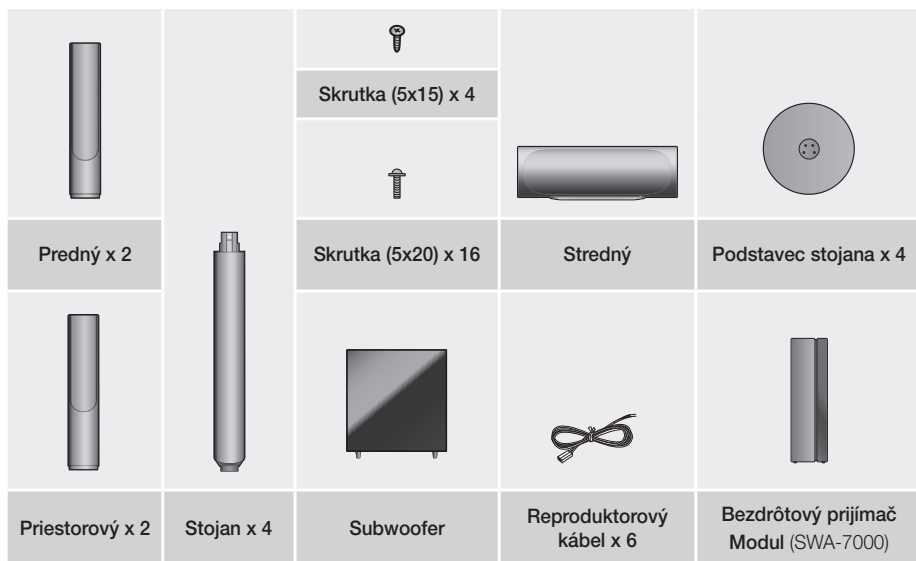 Skrutka (5x15) x 4
Predný x 2
Skrutka (5x20) x 16
Stredný
Podstavec stojana x 4
Priestorový x 2
Stojan x 4
Subwoofer
Reproduktorový
kábel x 6
Bezdrôtový prijímač
Modul (SWA-7000)